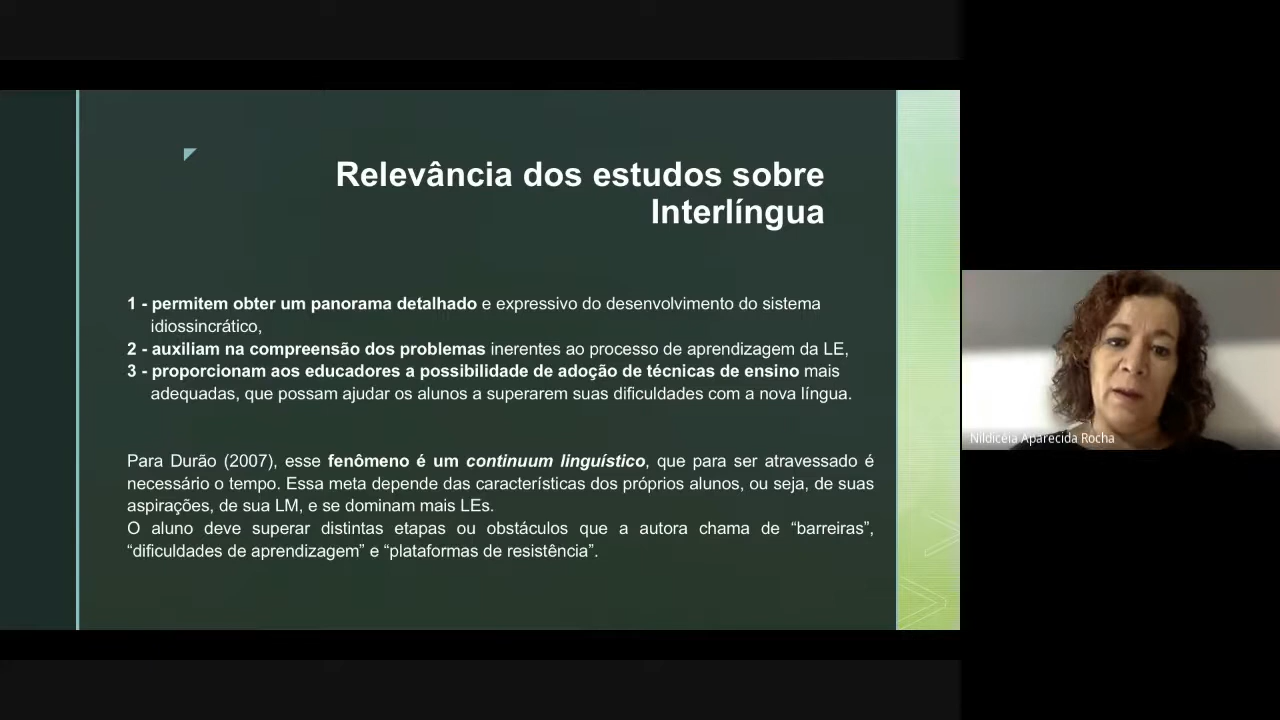 Relevância dos estudos sobre
Interlíngua
1 - permitem obter um panorama detalhado e expressivo do desenvolvimento do sistema
idiossincrático,
2 - auxiliam na compreensão dos problemas inerentes ao processo de aprendizagem da LE,
3 - proporcionam aos educadores a possibilidade de adoção de técnicas de ensino mais
adequadas, que possam ajudar os alunos a superarem suas dificuldades com a nova língua.
Para Durão (2007), esse fenômeno é um continuum linguístico, que para ser atravessado é
necessário o tempo. Essa meta depende das características dos próprios alunos, ou seja, de suas
aspirações, de sua LM, e se dominam mais LEs.
O aluno deve superar distintas etapas ou obstáculos que a autora chama de “barreiras”,
“dificuldades de aprendizagem” e “plataformas de resistência”.
Nildicéia Aparecida Rocha